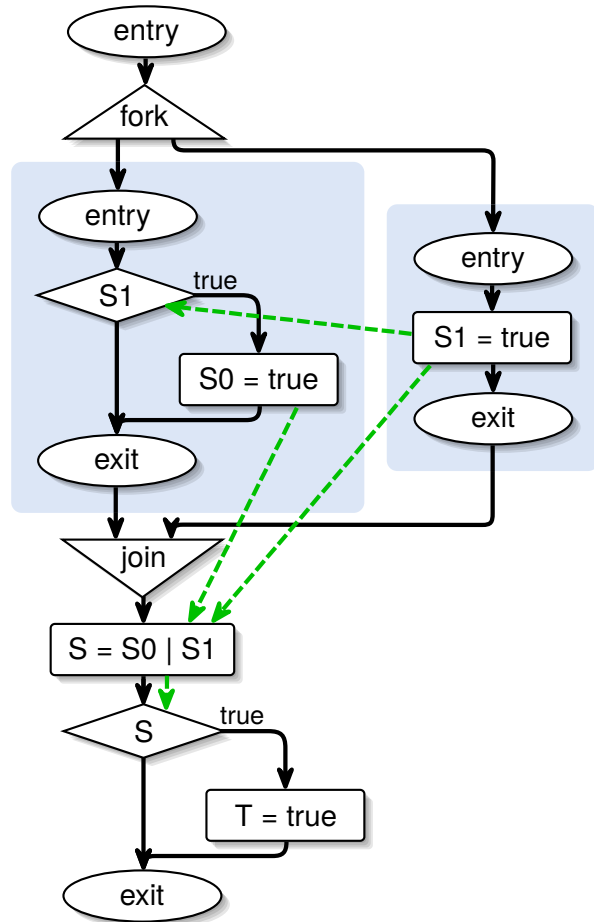 entry
fork
entry
S1
true
S0 = true
exit
entry
S1 = true
exit
join
S = S0 | S1
S
true
T = true
exit